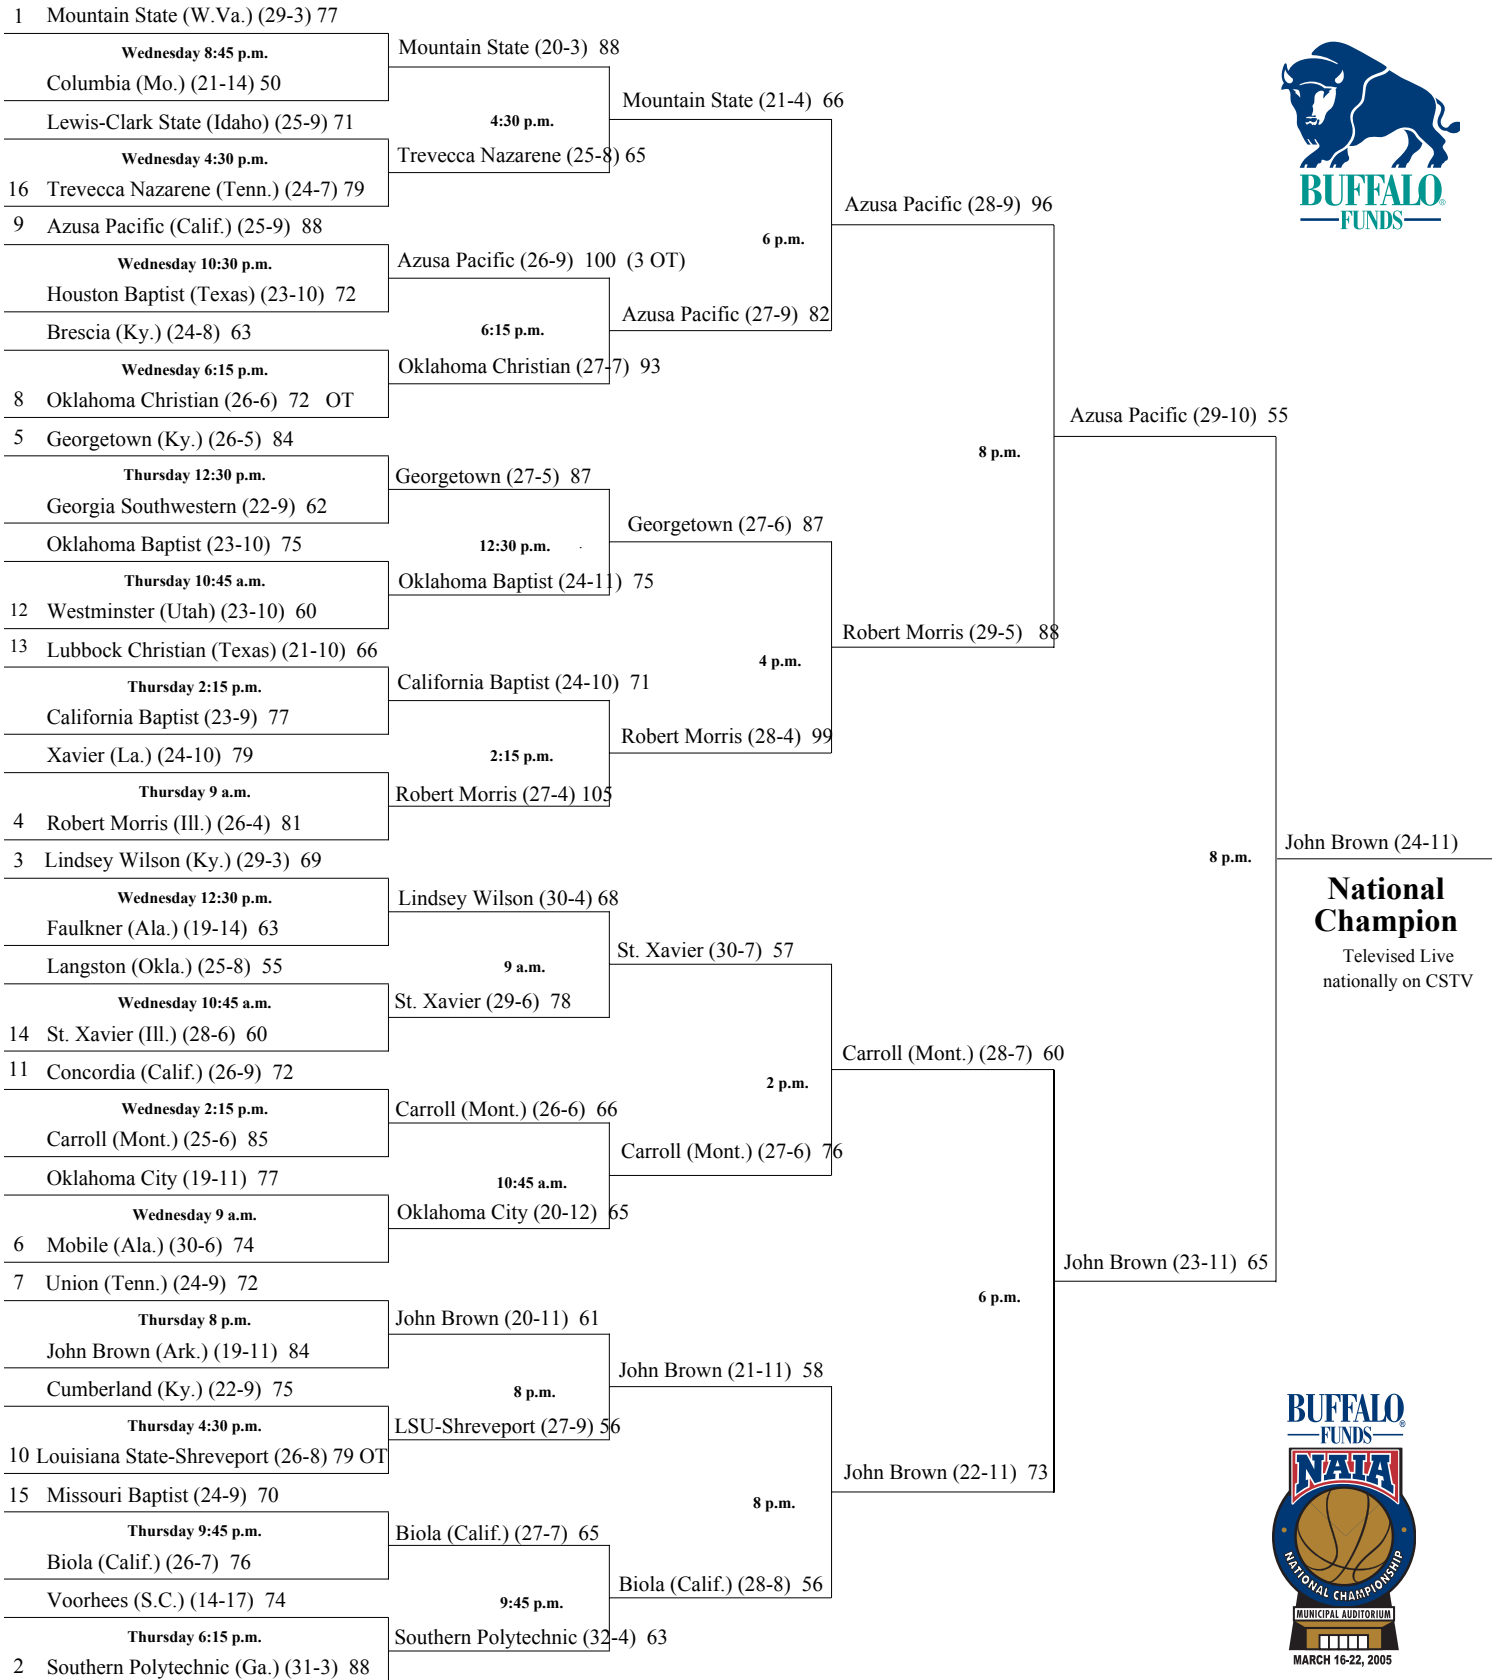 1 Mountain State (W.Va.) (29-3) 77
Wednesday 8:45 p.m.
Columbia (Mo.) (21-14) 50
Lewis-Clark State (Idaho) (25-9) 71
Wednesday 4:30 p.m.
16 Trevecca Nazarene (Tenn.) (24-7) 79
9 Azusa Pacific (Calif.) (25-9) 88
Wednesday 10:30 p.m.
Houston Baptist (Texas) (23-10) 72
Brescia (Ky.) (24-8) 63
Wednesday 6:15 p.m.
8 Oklahoma Christian (26-6) 72 OT
5 Georgetown (Ky.) (26-5) 84
Thursday 12:30 p.m.
Georgia Southwestern (22-9) 62
Oklahoma Baptist (23-10) 75
Thursday 10:45 a.m.
12 Westminster (Utah) (23-10) 60
13 Lubbock Christian (Texas) (21-10) 66
Thursday 2:15 p.m.
California Baptist (23-9) 77
Xavier (La.) (24-10) 79
Thursday 9 a.m.
4 Robert Morris (Ill.) (26-4) 81
3 Lindsey Wilson (Ky.) (29-3) 69
Wednesday 12:30 p.m.
Faulkner (Ala.) (19-14) 63
Langston (Okla.) (25-8) 55
Wednesday 10:45 a.m.
14 St. Xavier (Ill.) (28-6) 60
11 Concordia (Calif.) (26-9) 72
Wednesday 2:15 p.m.
Carroll (Mont.) (25-6) 85
Oklahoma City (19-11) 77
Wednesday 9 a.m.
6 Mobile (Ala.) (30-6) 74
7 Union (Tenn.) (24-9) 72
Thursday 8 p.m.
John Brown (Ark.) (19-11) 84
Cumberland (Ky.) (22-9) 75
Thursday 4:30 p.m.
10 Louisiana State-Shreveport (26-8) 79 OT
15 Missouri Baptist (24-9) 70
Thursday 9:45 p.m.
Biola (Calif.) (26-7) 76
Voorhees (S.C.) (14-17) 74
Thursday 6:15 p.m.
2 Southern Polytechnic (Ga.) (31-3) 88
Mountain State (20-3) 88
4:30 p.m.
Trevecca Nazarene (25-8) 65
Azusa Pacific (26-9) 100 (3 OT)
6:15 p.m.
Oklahoma Christian (27-7) 93
Georgetown (27-5) 87
12:30 p.m.
Oklahoma Baptist (24-11) 75
California Baptist (24-10) 71
2:15 p.m.
Robert Morris (27-4) 105
Lindsey Wilson (30-4) 68
9 a.m.
St. Xavier (29-6) 78
Carroll (Mont.) (26-6) 66
10:45 a.m.
Oklahoma City (20-12) 65
John Brown (20-11) 61
8 p.m.
LSU-Shreveport (27-9) 56
Biola (Calif.) (27-7) 65
9:45 p.m.
Southern Polytechnic (32-4) 63
Mountain State (21-4) 66
6 p.m.
Azusa Pacific (27-9) 82
Georgetown (27-6) 87
4 p.m.
Robert Morris (28-4) 99
St. Xavier (30-7) 57
2 p.m.
Carroll (Mont.) (27-6) 76
John Brown (21-11) 58
8 p.m.
Biola (Calif.) (28-8) 56
Azusa Pacific (28-9) 96
8 p.m.
Robert Morris (29-5) 88
Carroll (Mont.) (28-7) 60
6 p.m.
John Brown (22-11) 73
Azusa Pacific (29-10) 55
8 p.m.
John Brown (23-11) 65
John Brown (24-11)
National
Champion
Televised Live
nationally on CSTV
BUFFALO®
FUNDS
BUFFALO®
FUNDS
NAIA
NATIONAL CHAMPIONSHIP
MUNICIPAL AUDITORIUM
MARCH 16-22, 2005